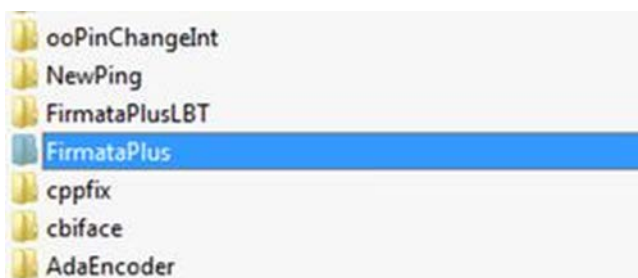 ooPinChangeInt
NewPing
FirmataPlusLBT
FirmataPlus
cppfix
cbiface
AdaEncoder